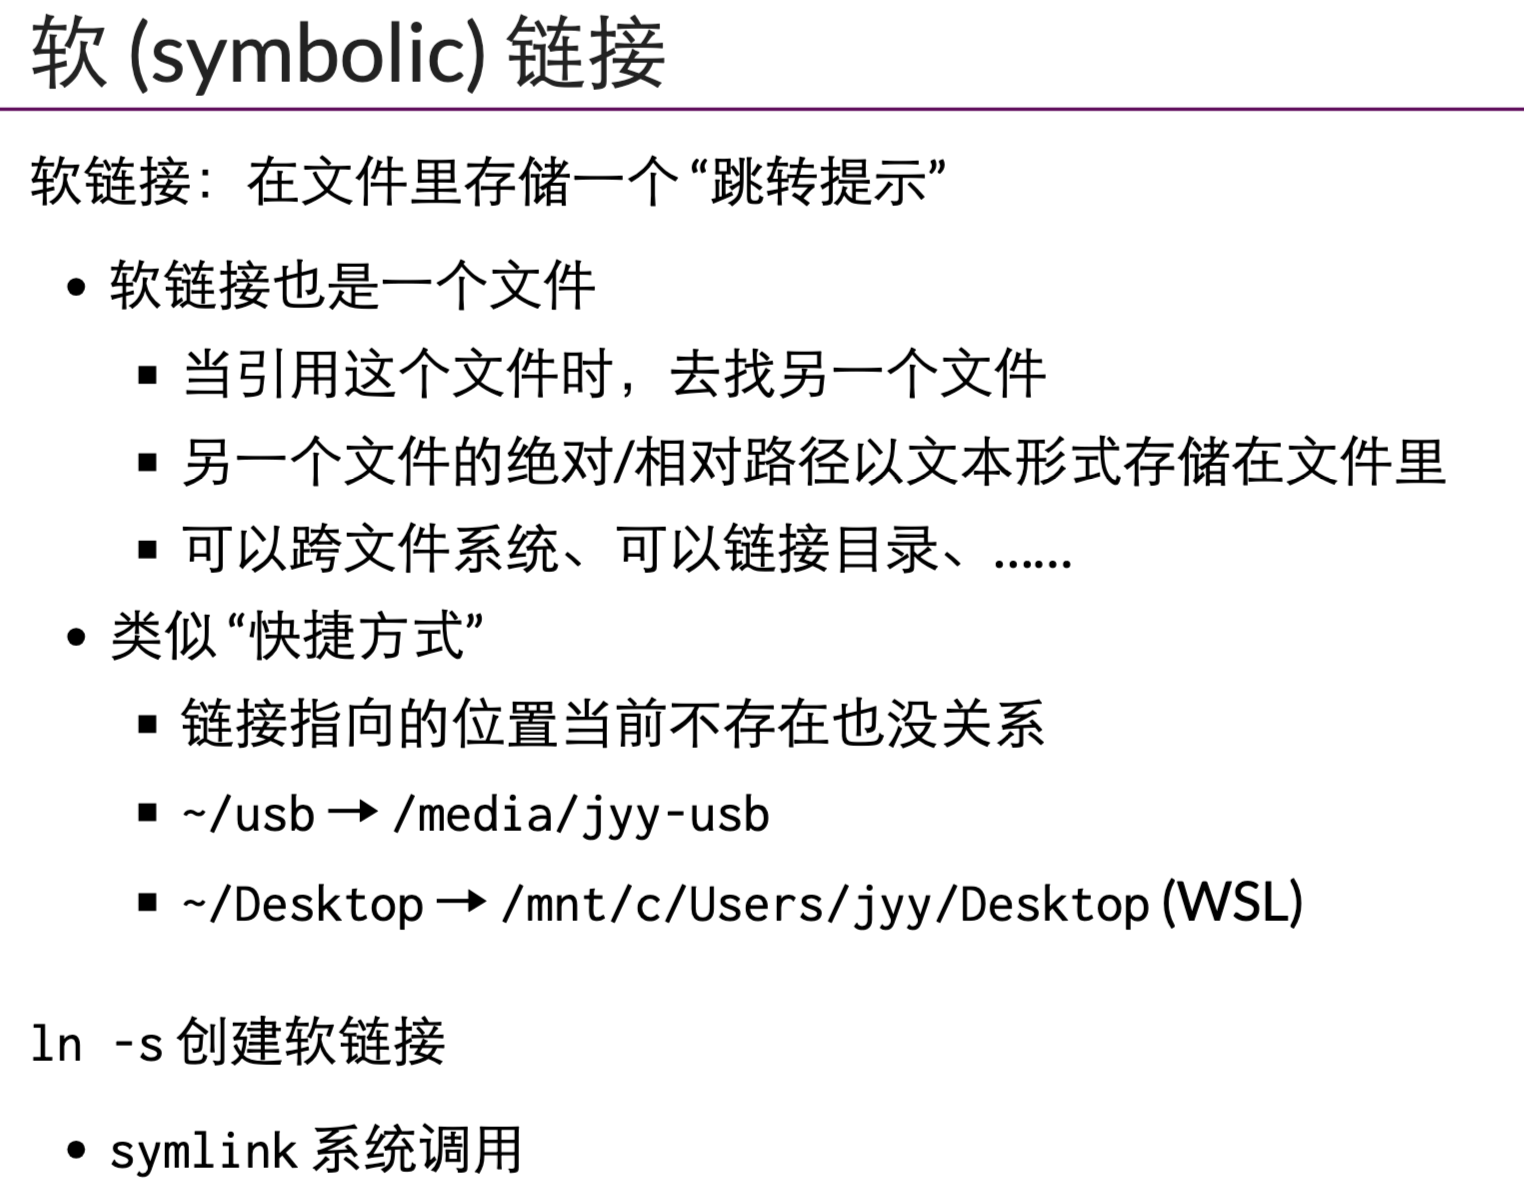 软 (symbolic) 链接
软链接：在文件里存储一个 “跳转提示”
• 软链接也是一个文件
▪ 当引用这个文件时，去找另一个文件
▪ 另一个文件的绝对/相对路径以文本形式存储在文件里
▪ 可以跨文件系统、可以链接目录、……
• 类似 “快捷方式”
▪ 链接指向的位置当前不存在也没关系
▪ ~/usb → /media/jyy-usb
▪ ~/Desktop → /mnt/c/Users/jyy/Desktop (WSL)
ln -s 创建软链接
• symlink 系统调用